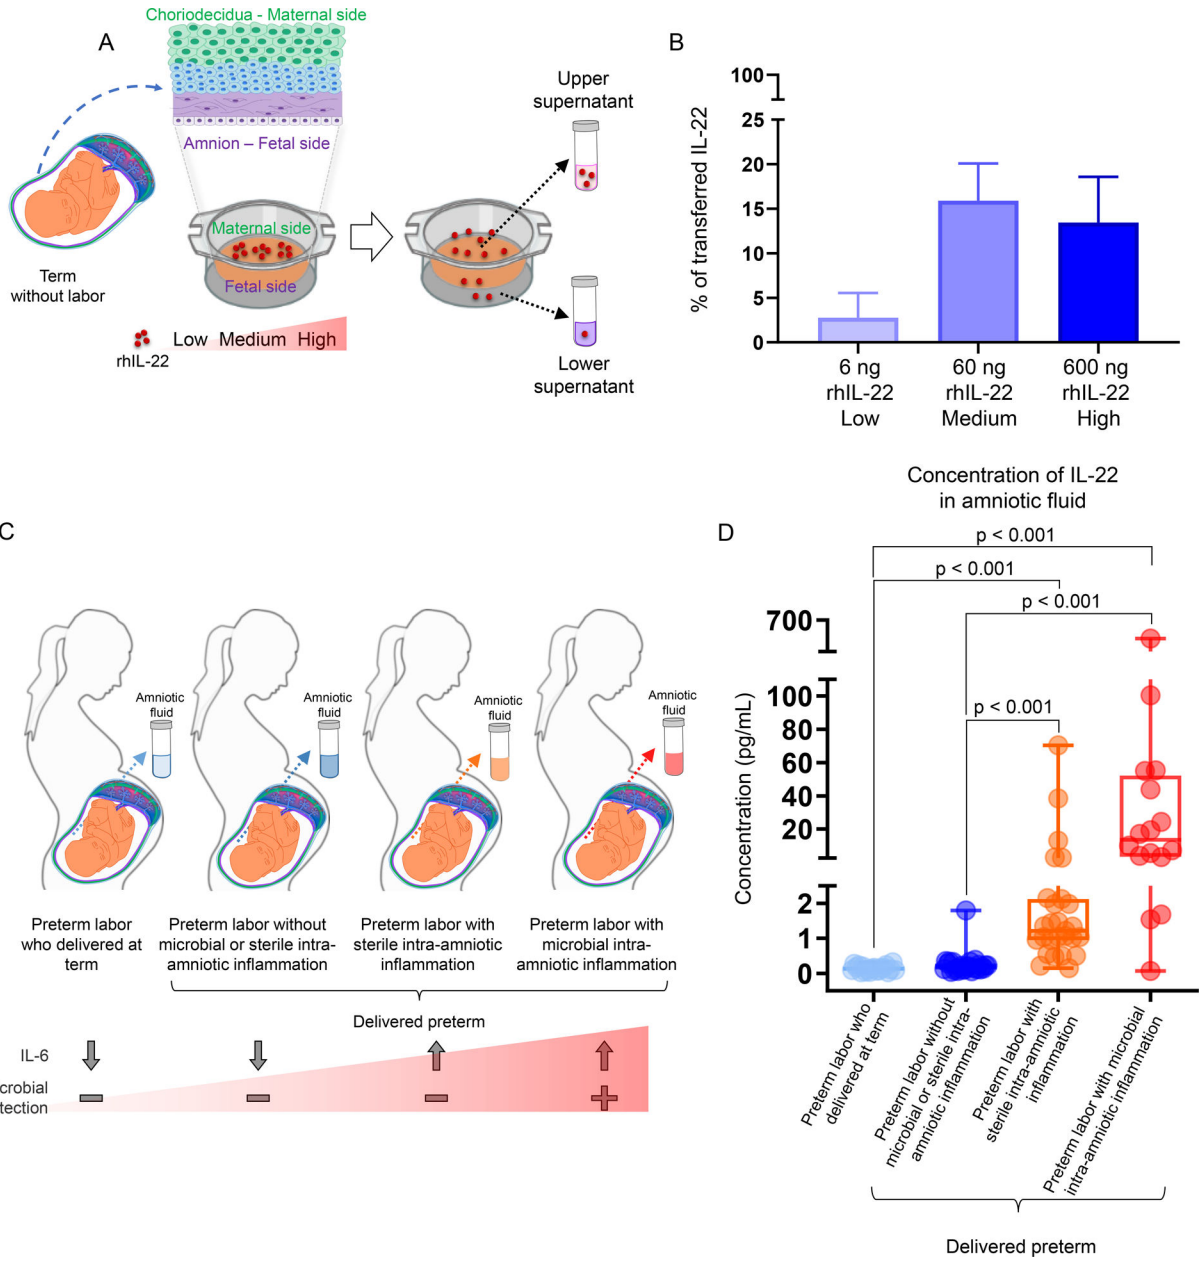 A
Choriodecidua - Maternal side
Amnion – Fetal side
Term
without labor
Maternal side
Fetal side
rhIL-22
Low Medium High
Upper
supernatant
Lower
supernatant
B
% of transferred IL-22
100
25
20
15
10
5
0
6 ng
rhIL-22
Low
60 ng
rhIL-22
Medium
600 ng
rhIL-22
High
C
Amniotic
fluid
Amniotic
fluid
Amniotic
fluid
Amniotic
fluid
Preterm labor
who delivered at
term
Preterm labor without
microbial or sterile intra-
amniotic inflammation
Preterm labor with
sterile intra-amniotic
inflammation
Preterm labor with
microbial intra-
amniotic inflammation
Delivered preterm
IL-6
crobial
tection
D
Concentration of IL-22
in amniotic fluid
p < 0.001
p < 0.001
p < 0.001
p < 0.001
Concentration (pg/mL)
700
100
80
60
40
20
2
1
0
Preterm labor who
delivered at term
Preterm labor without
microbial or sterile intra-
amniotic inflammation
Preterm labor with
sterile intra-amniotic
inflammation
Preterm labor with microbial
intra-amniotic inflammation
Delivered preterm